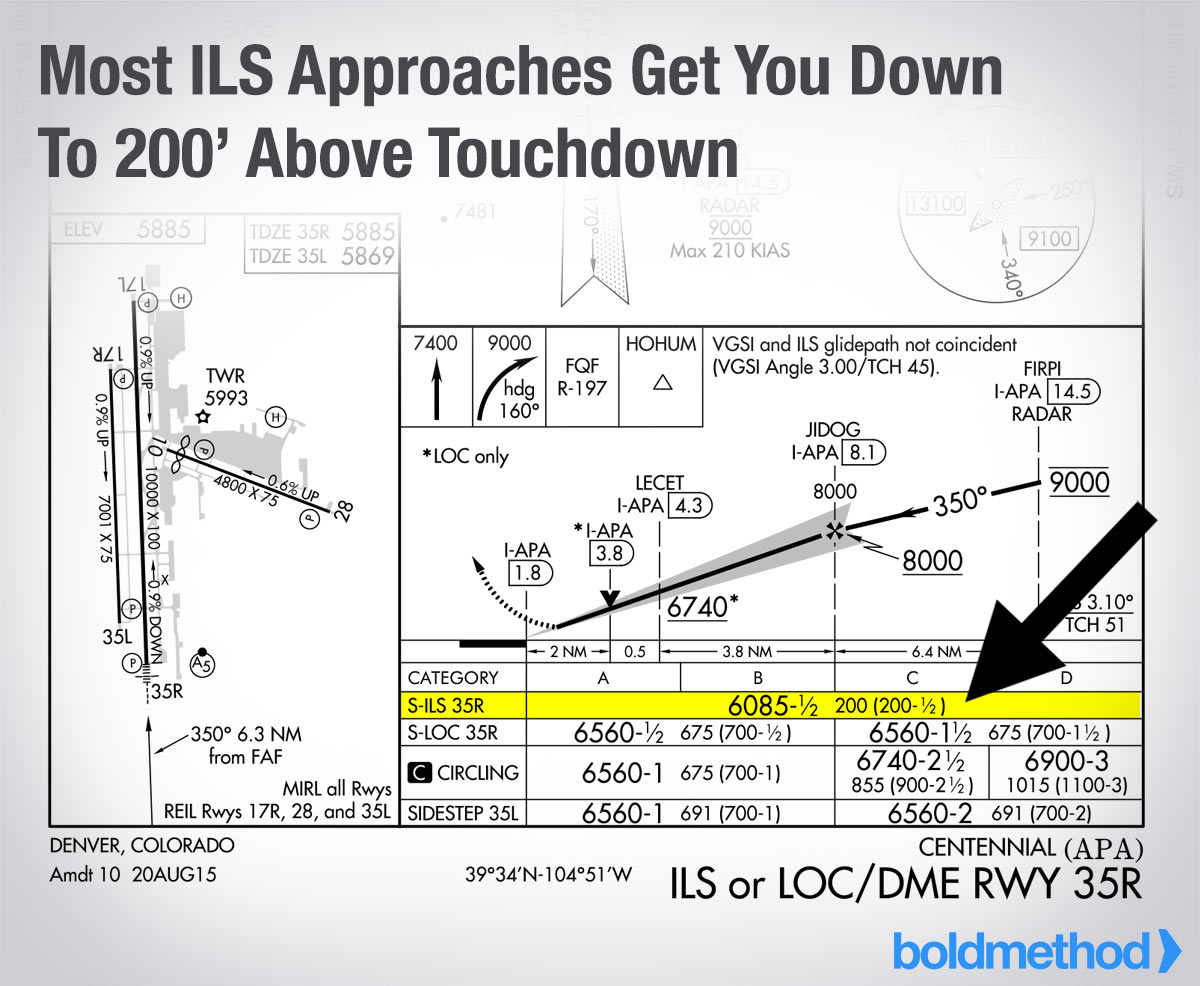 Most ILS Approaches Get You Down
To 200' Above Touchdown
MSA
25 NM
8100
250°
13100
9100
340°
7481
170°
I-APA 14.5
RADAR
9000
Max 210 KIAS
ELEV 5885
TDZE 35R 5885
TDZE 35L 5869
17L
P
H
17R
P
0.9% UP
TWR
5993
H
0.9% UP
10
P
0.6% UP
4800 X 75
28
P
7001 X 75
10000 X 100
X
0.9% DOWN
P
35L
P
A5
35R
350° 6.3 NM
from FAF
MIRL all Rwys
REIL Rwys 17R, 28, and 35L
7400
9000
hdg
160°
FQF
R-197
HOHUM
VGSI and ILS glidepath not coincident
(VGSI Angle 3.00/TCH 45).
FIRPI
I-APA 14.5
RADAR
*LOC only
JIDOG
I-APA 8.1
LECET
I-APA 4.3
8000
350°
9000
*I-APA
3.8
I-APA
1.8
8000
6740*
3.10°
TCH 51
2 NM 0.5 3.8 NM 6.4 NM
CATEGORY A B C D
S-ILS 35R 6085-½ 200 (200-½)
S-LOC 35R 6560-½ 675 (700-½) 6560-1½ 675 (700-1½)
C CIRCLING 6560-1 675 (700-1) 6740-2½ 855 (900-2½) 6900-3 1015 (1100-3)
SIDESTEP 35L 6560-1 691 (700-1) 6560-2 691 (700-2)
DENVER, COLORADO
Amdt 10 20AUG15
39°34'N-104°51'W
CENTENNIAL (APA)
ILS or LOC/DME RWY 35R
boldmethod